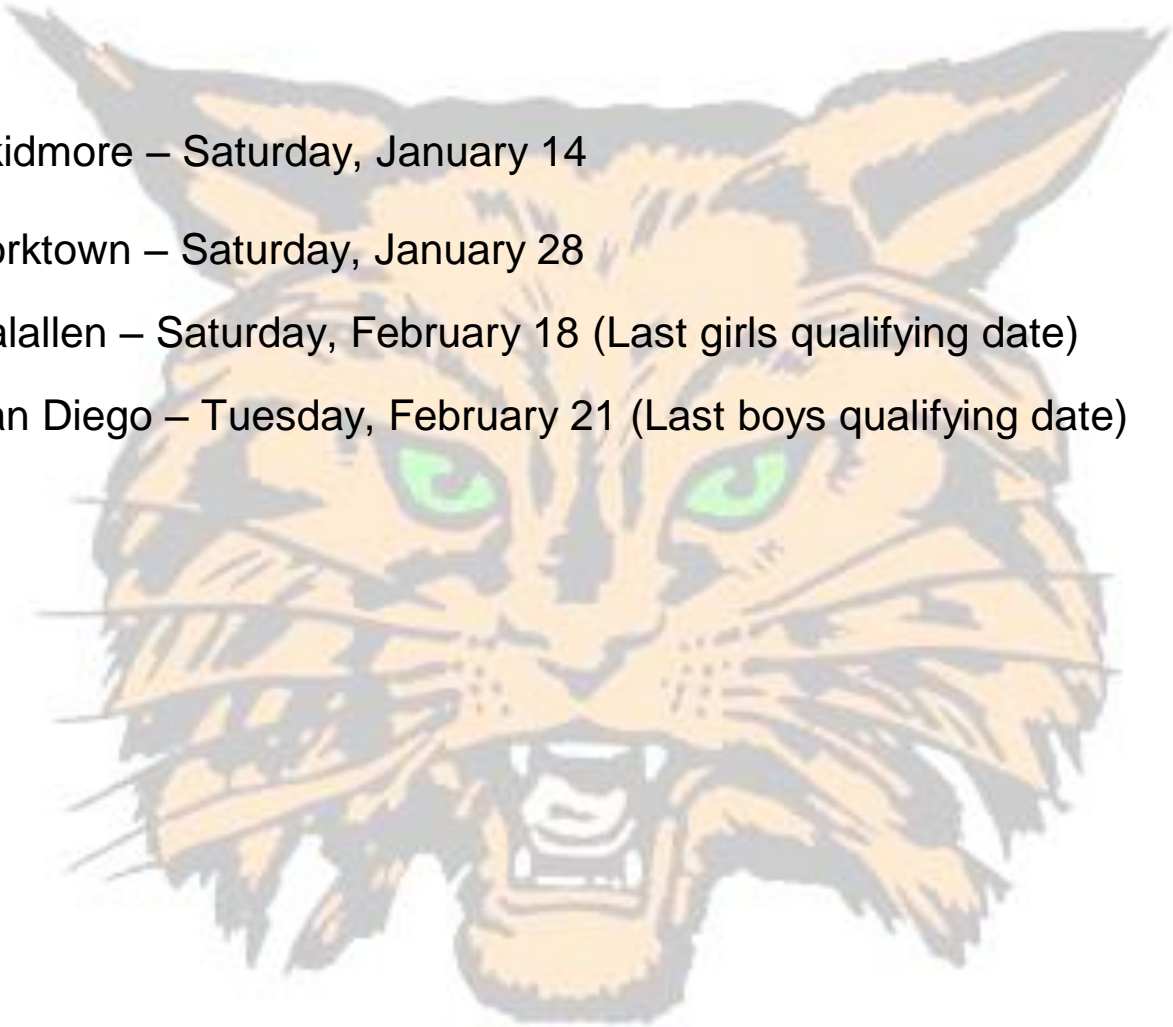 kidmore – Saturday, January 14
orktown – Saturday, January 28
alallen – Saturday, February 18 (Last girls qualifying date)
an Diego – Tuesday, February 21 (Last boys qualifying date)